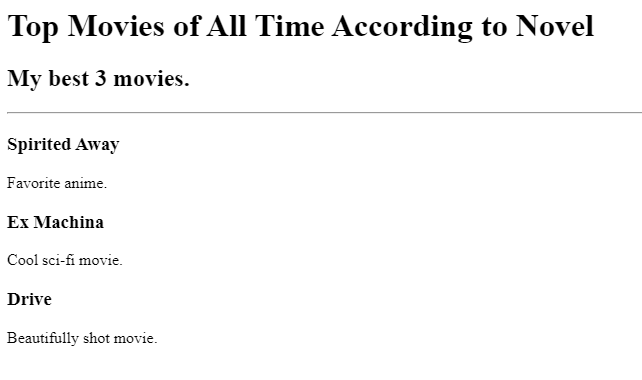 Top Movies of All Time According to Novel
My best 3 movies.
Spirited Away
Favorite anime.
Ex Machina
Cool sci-fi movie.
Drive
Beautifully shot movie.